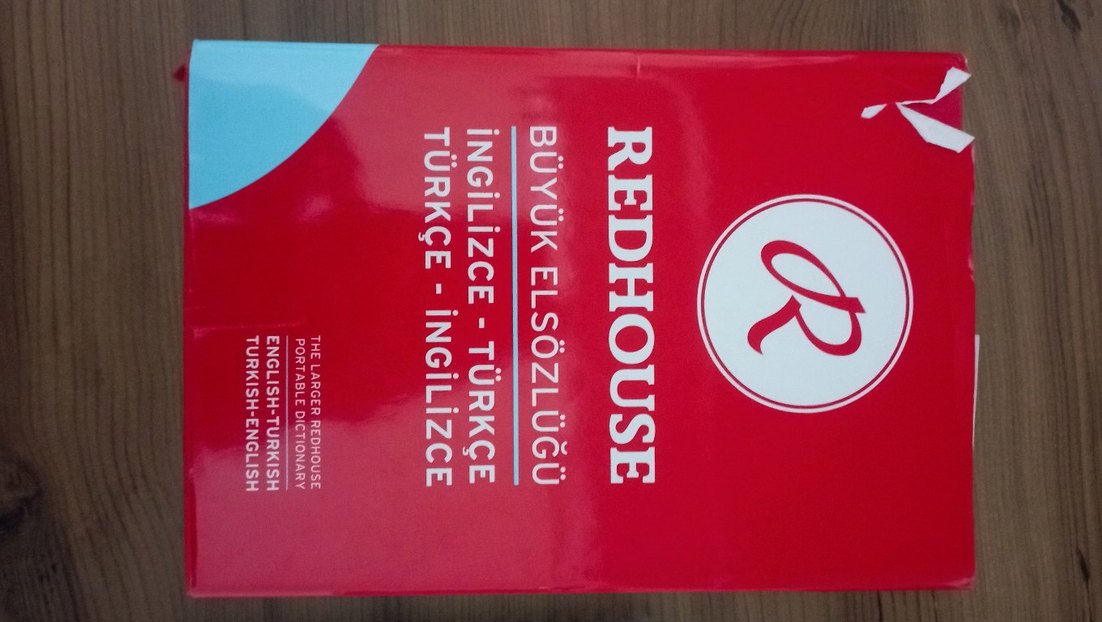 R
REDHOUSE
BÜYÜK ELSÖZLÜĞÜ
İNGİLİZCE - TÜRKÇE
TÜRKÇE - İNGİLİZCE
THE LARGER REDHOUSE
PORTABLE DICTIONARY
ENGLISH-TURKISH
TURKISH-ENGLISH